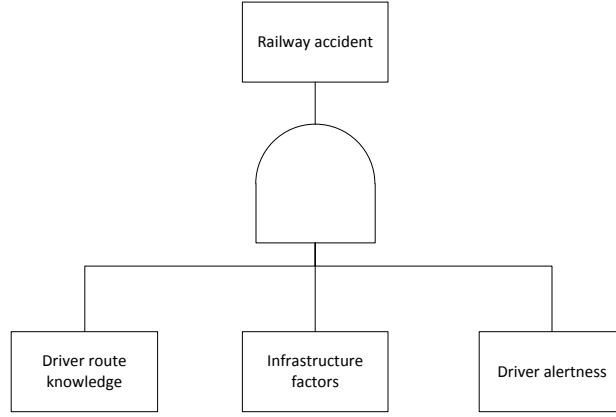 Railway accident
Driver route
knowledge
Infrastructure
factors
Driver alertness